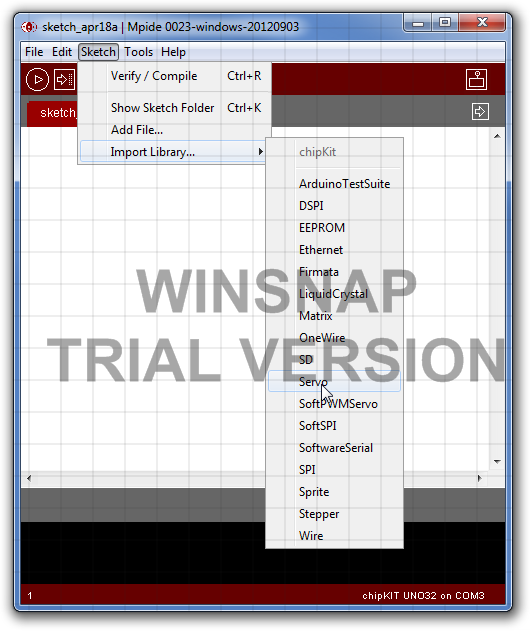 sketch_apr18a | Mpide 0023-windows-20120903
File Edit Sketch Tools Help
Verify / Compile Ctrl+R
Show Sketch Folder Ctrl+K
sketch_
Add File...
Import Library...
chipKit
ArduinoTestSuite
DSPI
EEPROM
Ethernet
Firmata
LiquidCrystal
Matrix
OneWire
SD
Servo
SoftPWMServo
SoftSPI
SoftwareSerial
SPI
Sprite
Stepper
Wire
WINSNAP
TRIAL VERSION
1 chipKIT UNO32 on COM3